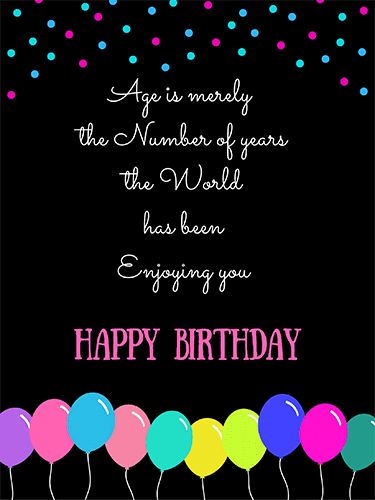 Age is merely
the Number of years
the World
has been
Enjoying you
HAPPY BIRTHDAY